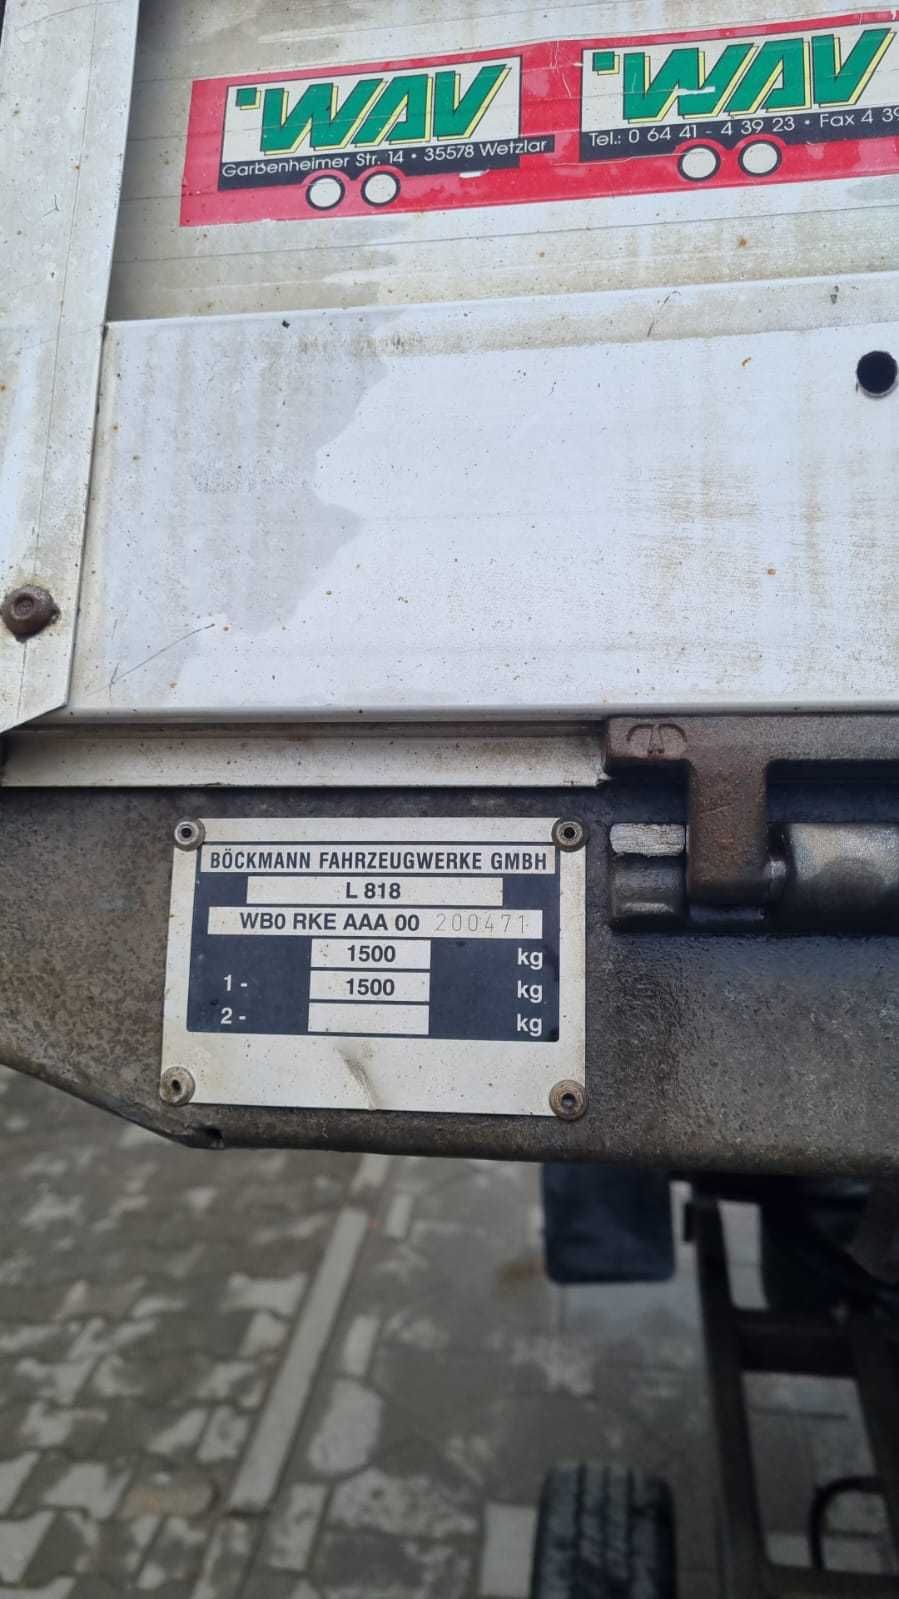 WAV
Garbenheimer Str. 14 • 35578 Wetzlar
WAV
Tel.: 0 64 41 - 4 39 23 • Fax 4 39
BÖCKMANN FAHRZEUGWERKE GMBH
L 818
WB0 RKE AAA 00 200471
1500 kg
1 - 1500 kg
2 - kg